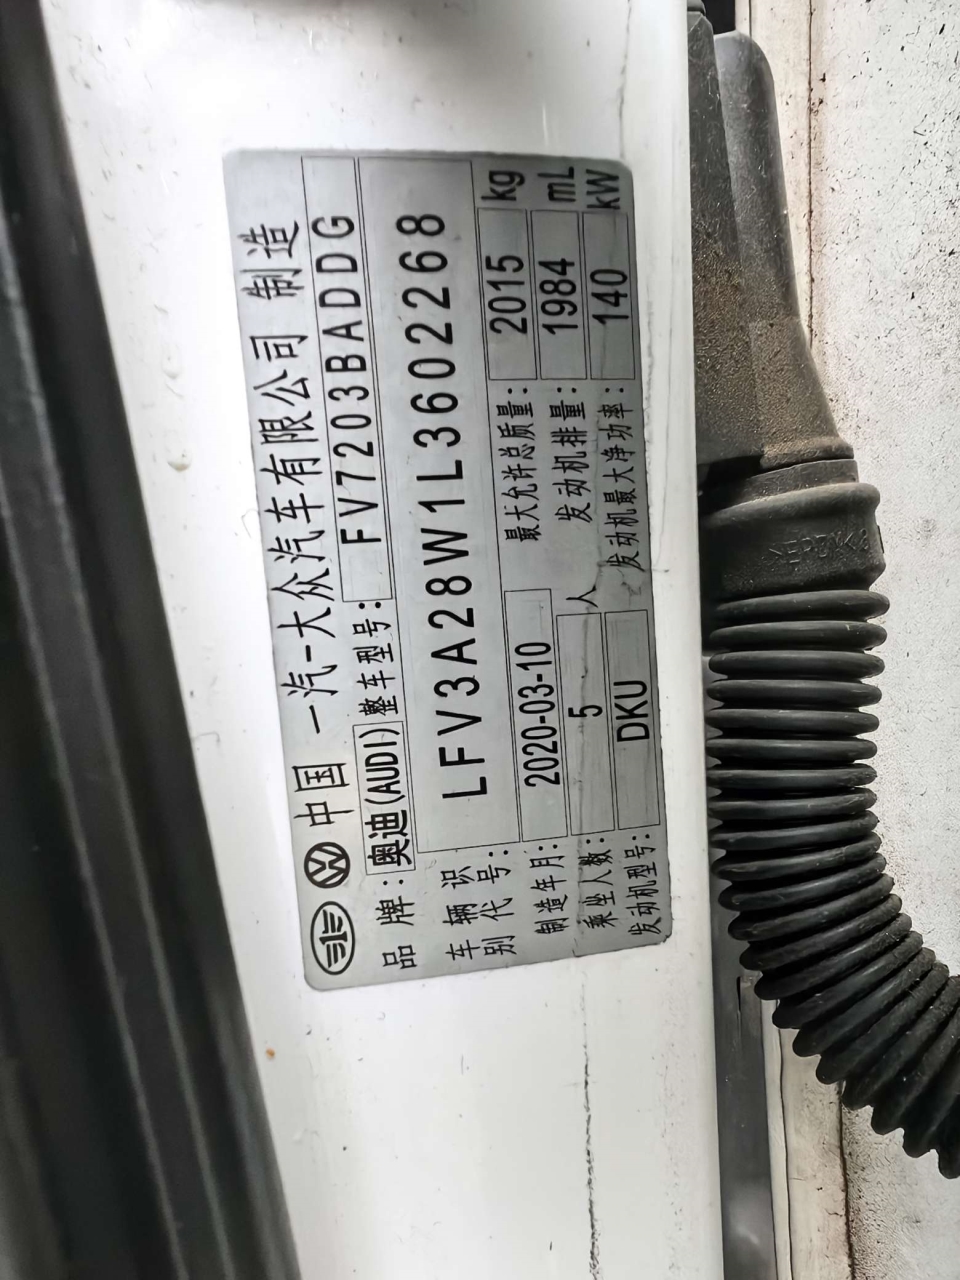 中国 一汽-大众汽车有限公司 制造
品牌: 奥迪(AUDI) 整车型号: FV7203BADDG
车辆识别代号: LFV3A28W1L3602268
制造年月: 2020-03-10 最大允许总质量: 2015 kg
乘坐人数: 5 人 发动机排量: 1984 mL
发动机型号: DKU 发动机最大净功率: 140 kW